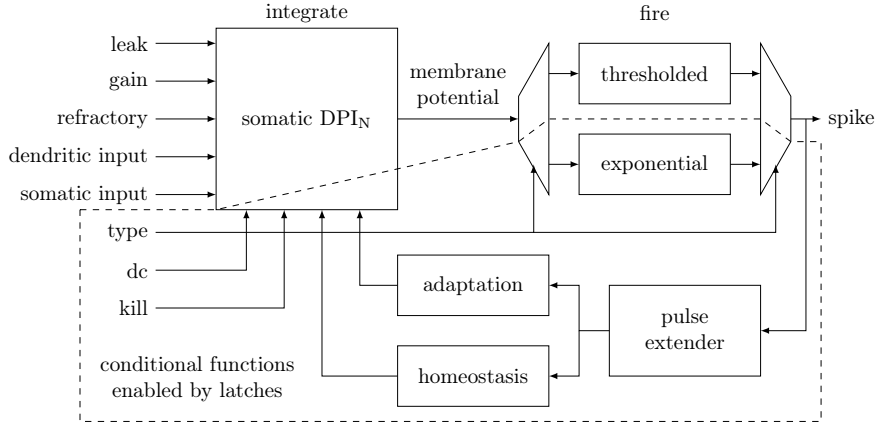 integrate
fire
leak
gain
refractory
dendritic input
somatic input
type
dc
kill
somatic DPI_N
membrane
potential
thresholded
exponential
spike
adaptation
homeostasis
pulse
extender
conditional functions
enabled by latches